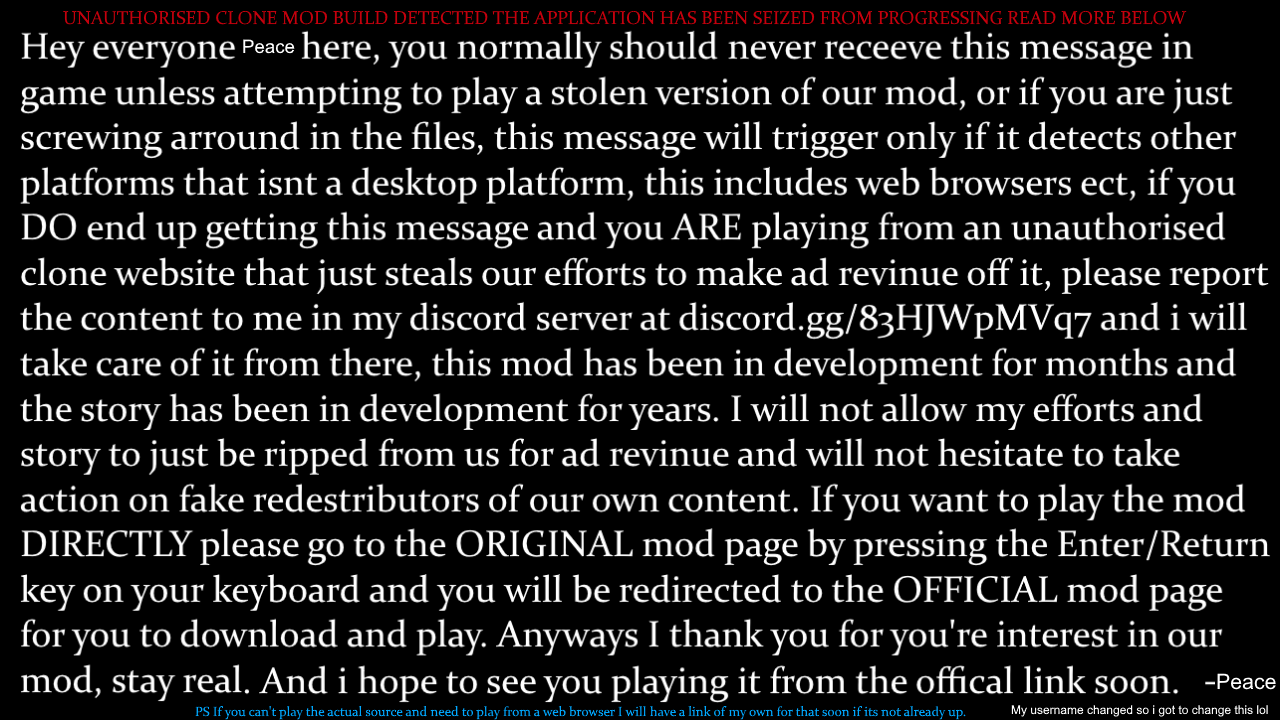 UNAUTHORISED CLONE MOD BUILD DETECTED THE APPLICATION HAS BEEN SEIZED FROM PROGRESSING READ MORE BELOW
Hey everyone Peace here, you normally should never receeve this message in
game unless attempting to play a stolen version of our mod, or if you are just
screwing arround in the files, this message will trigger only if it detects other
platforms that isnt a desktop platform, this includes web browsers ect, if you
DO end up getting this message and you ARE playing from an unauthorised
clone website that just steals our efforts to make ad revinue off it, please report
the content to me in my discord server at discord.gg/83HJWpMVq7 and i will
take care of it from there, this mod has been in development for months and
the story has been in development for years. I will not allow my efforts and
story to just be ripped from us for ad revinue and will not hesitate to take
action on fake redestributors of our own content. If you want to play the mod
DIRECTLY please go to the ORIGINAL mod page by pressing the Enter/Return
key on your keyboard and you will be redirected to the OFFICIAL mod page
for you to download and play. Anyways I thank you for you're interest in our
mod, stay real. And i hope to see you playing it from the offical link soon. -Peace
PS If you can't play the actual source and need to play from a web browser I will have a link of my own for that soon if its not already up.
My username changed so i got to change this lol